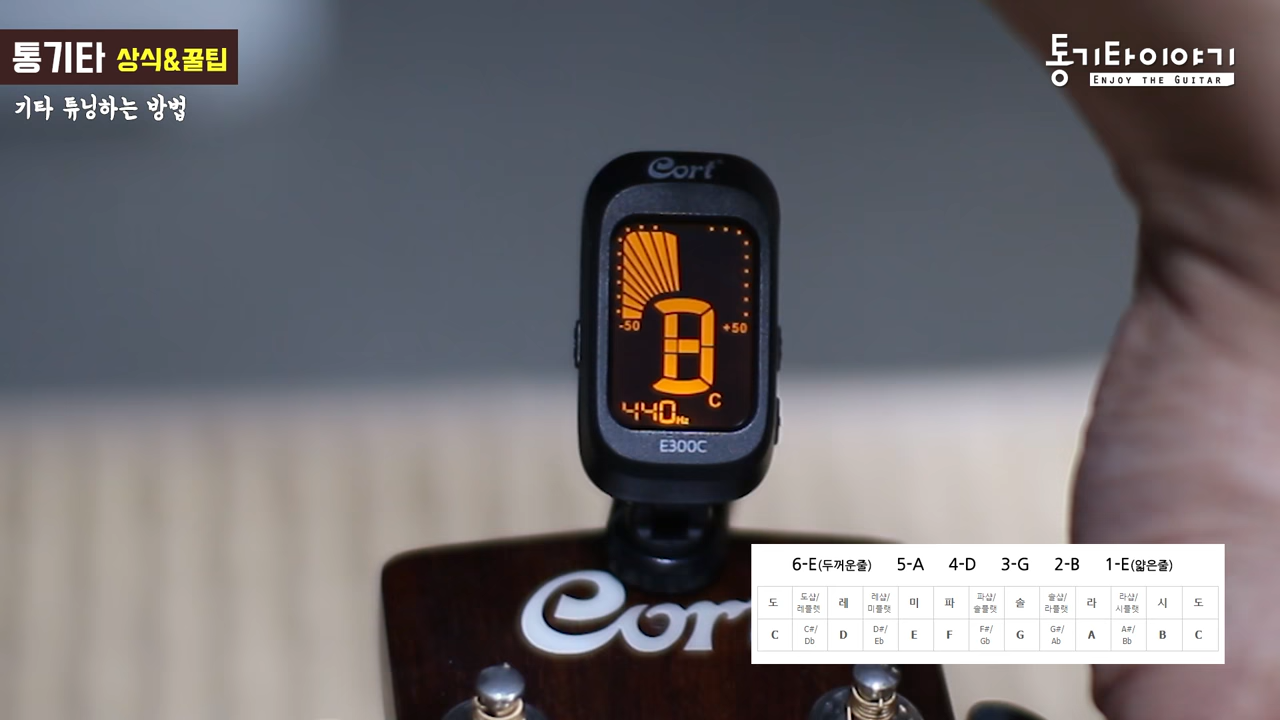 통기타 상식&꿀팁
기타 튜닝하는 방법
통기타이야기
ENJOY THE GUITAR
Cort
-50
+50
B
C
440Hz
E300C
Cort
6-E(두꺼운줄) 5-A 4-D 3-G 2-B 1-E(얇은줄)
도 도샵/레플랫 레 레샵/미플랫 미 파 파샵/솔플랫 솔 솔샵/라플랫 라 라샵/시플랫 시 도
C C#/Db D D#/Eb E F F#/Gb G G#/Ab A A#/Bb B C